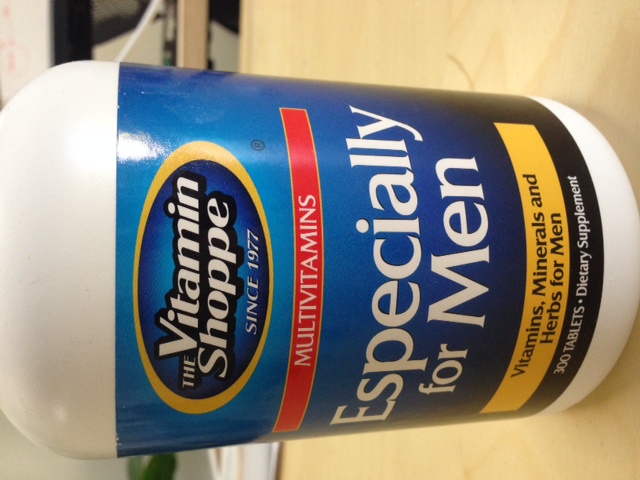 THE Vitamin
Shoppe
SINCE 1977
®
MULTIVITAMINS
Especially
for Men
Vitamins, Minerals and
Herbs for Men
300 TABLETS • Dietary Supplement